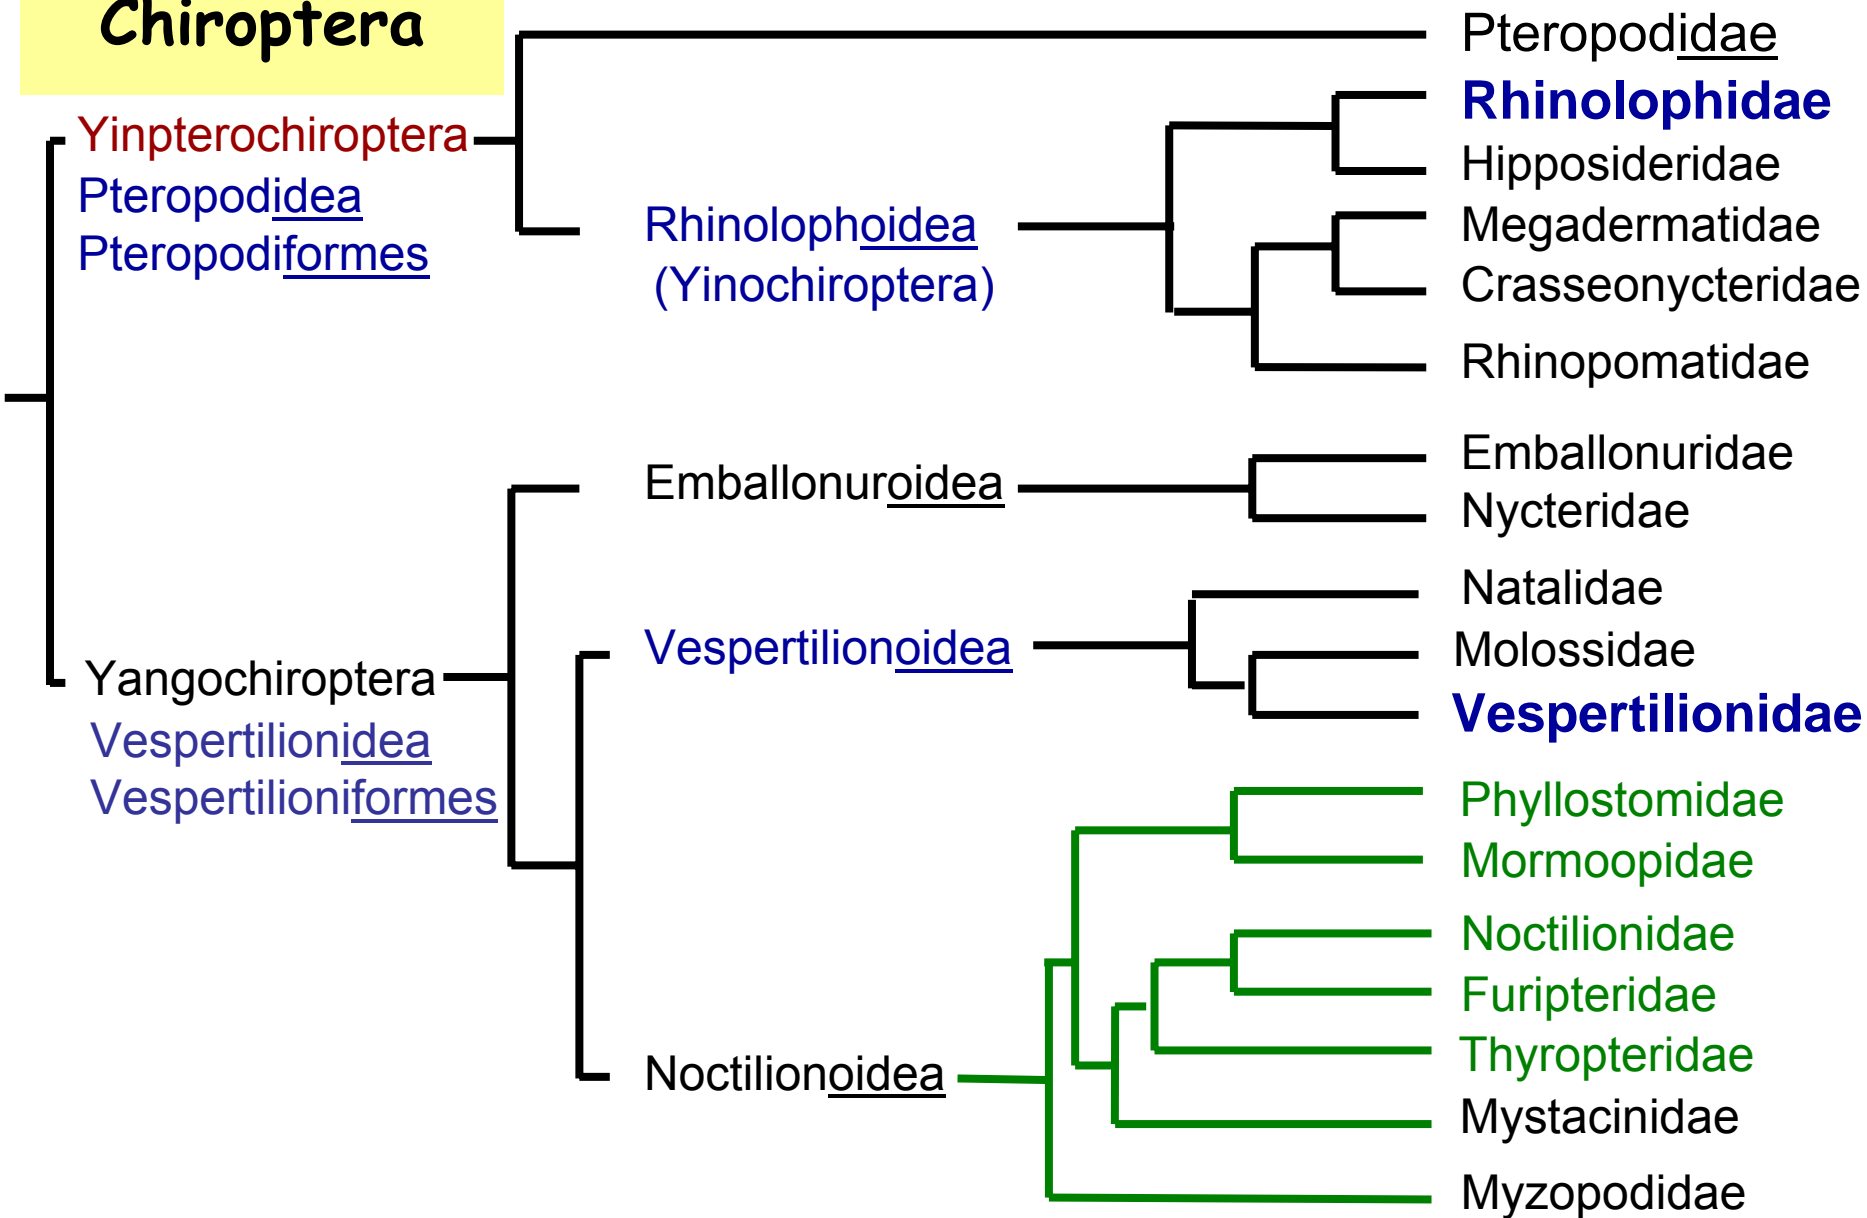 Chiroptera
Yinpterochiroptera
Pteropodidea
Pteropodiformes
Rhinolophoidea
(Yinochiroptera)
Pteropodidae
Rhinolophidae
Hipposideridae
Megadermatidae
Crasseonycteridae
Rhinopomatidae
Yangochiroptera
Vespertilionidea
Vespertilioniformes
Emballonuroidea
Emballonuridae
Nycteridae
Vespertilionoidea
Natalidae
Molossidae
Vespertilionidae
Noctilionoidea
Phyllostomidae
Mormoopidae
Noctilionidae
Furipteridae
Thyropteridae
Mystacinidae
Myzopodidae